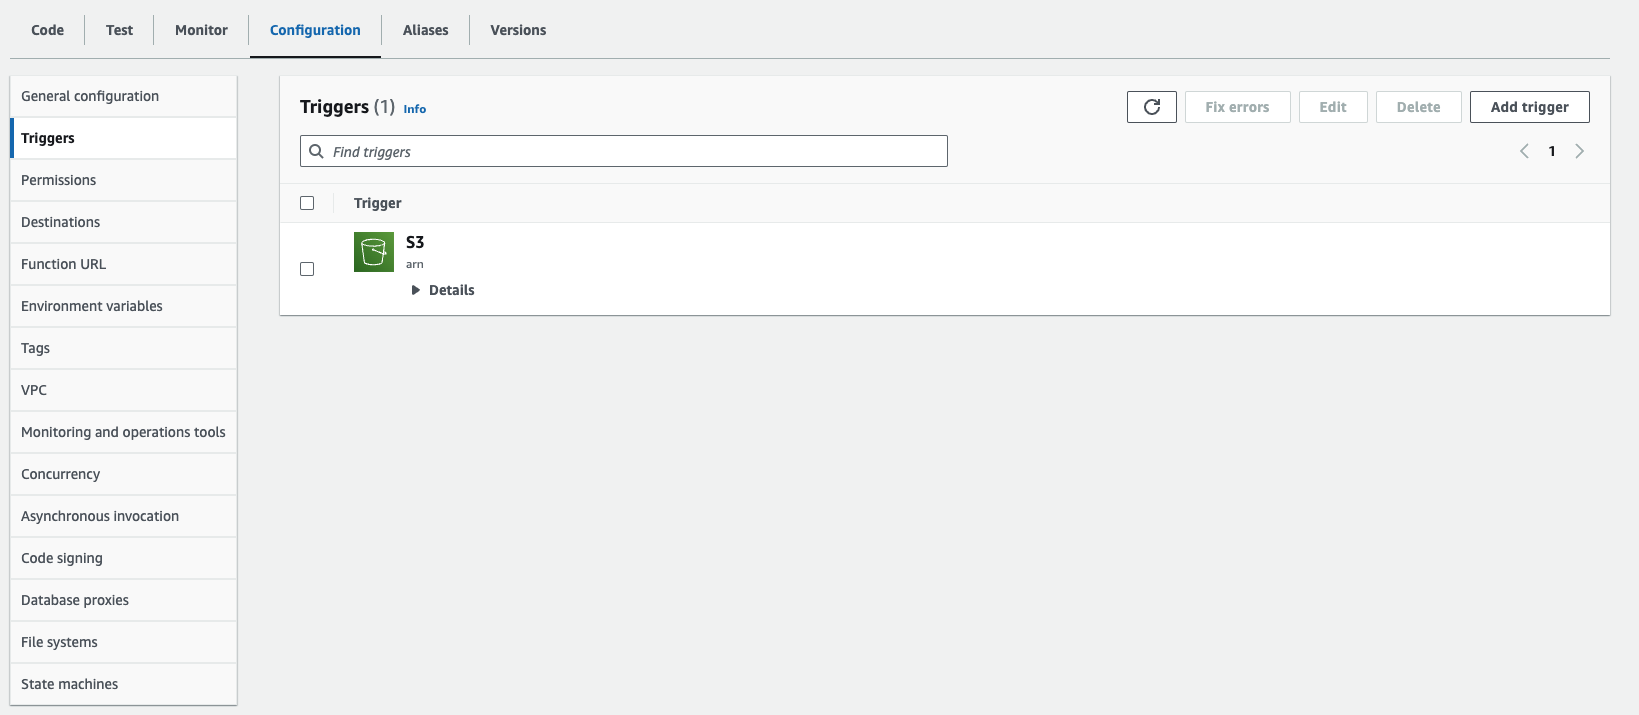 Code Test Monitor Configuration Aliases Versions
General configuration
Triggers
Permissions
Destinations
Function URL
Environment variables
Tags
VPC
Monitoring and operations tools
Concurrency
Asynchronous invocation
Code signing
Database proxies
File systems
State machines
Triggers (1) Info
Fix errors Edit Delete Add trigger
Find triggers
1
Trigger
S3
arn
Details